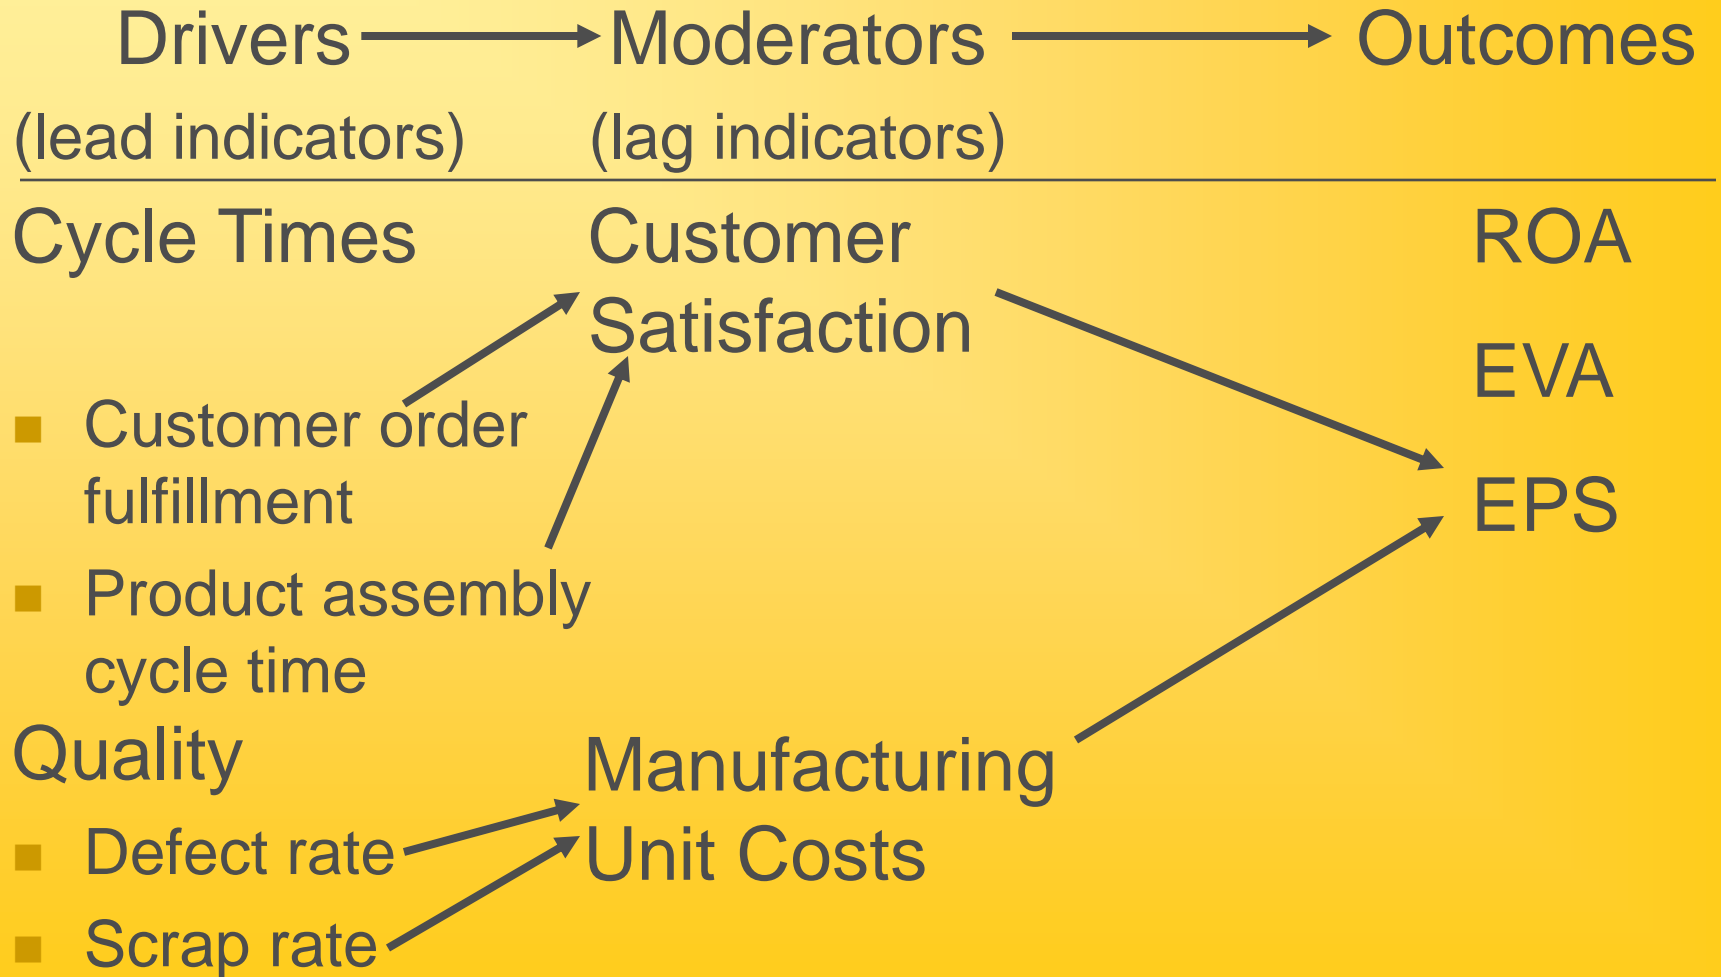 Drivers Moderators Outcomes
(lead indicators) (lag indicators)
Cycle Times Customer ROA
Satisfaction
EVA
Customer order
fulfillment EPS
Product assembly
cycle time
Quality Manufacturing
Defect rate Unit Costs
Scrap rate